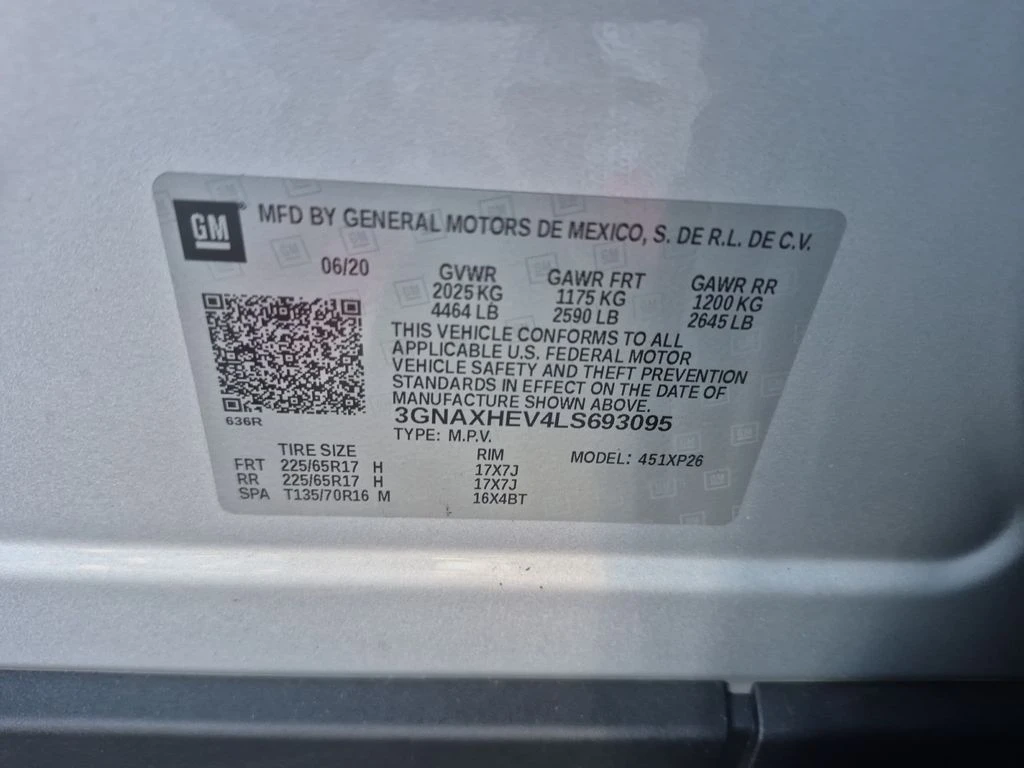 GM
MFD BY GENERAL MOTORS DE MEXICO, S. DE R.L. DE C.V.
06/20
GVWR GAWR FRT GAWR RR
2025 KG 1175 KG 1200 KG
4464 LB 2590 LB 2645 LB
THIS VEHICLE CONFORMS TO ALL
APPLICABLE U.S. FEDERAL MOTOR
VEHICLE SAFETY AND THEFT PREVENTION
STANDARDS IN EFFECT ON THE DATE OF
MANUFACTURE SHOWN ABOVE.
636R
3GNAXHEV4LS693095
TYPE: M.P.V.
TIRE SIZE RIM MODEL: 451XP26
FRT 225/65R17 H 17X7J
RR 225/65R17 H 17X7J
SPA T135/70R16 M 16X4BT